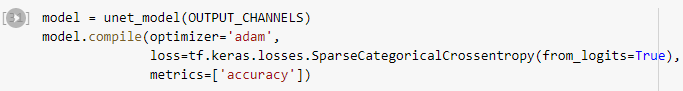 model = unet_model(OUTPUT_CHANNELS)
model.compile(optimizer='adam',
              loss=tf.keras.losses.SparseCategoricalCrossentropy(from_logits=True),
              metrics=['accuracy'])